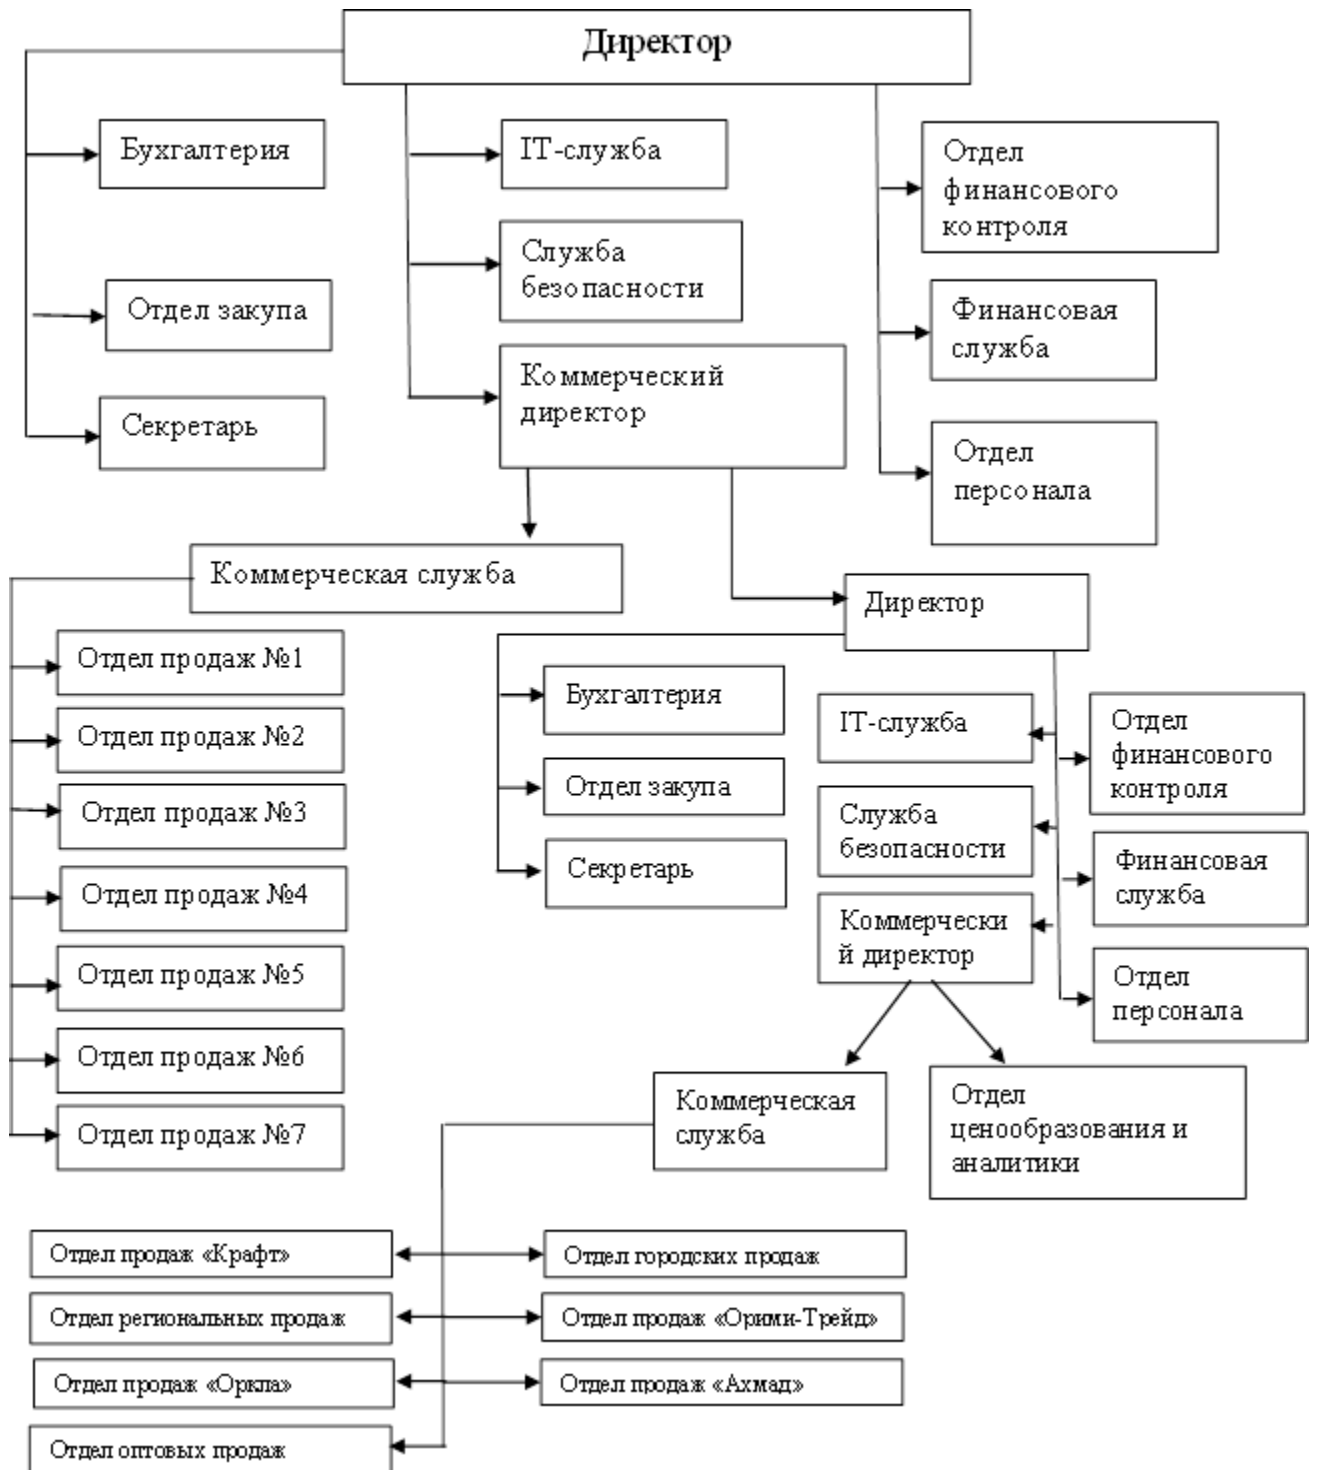 Директор
Бухгалтерия
IT-служба
Отдел
финансового
контроля
Служба
безопасности
Отдел закупа
Финансовая
служба
Коммерческий
директор
Секретарь
Отдел
персонала
Коммерческая служба
Директор
Отдел продаж №1
Отдел продаж №2
Отдел продаж №3
Отдел продаж №4
Отдел продаж №5
Отдел продаж №6
Отдел продаж №7
Бухгалтерия
Отдел закупа
Секретарь
IT-служба
Служба
безопасности
Коммерчески
й директор
Отдел
финансового
контроля
Финансовая
служба
Отдел
персонала
Коммерческая
служба
Отдел
ценообразования и
аналитики
Отдел продаж «Крафт»
Отдел городских продаж
Отдел региональных продаж
Отдел продаж «Орими-Трейд»
Отдел продаж «Оркла»
Отдел продаж «Ахмад»
Отдел оптовых продаж